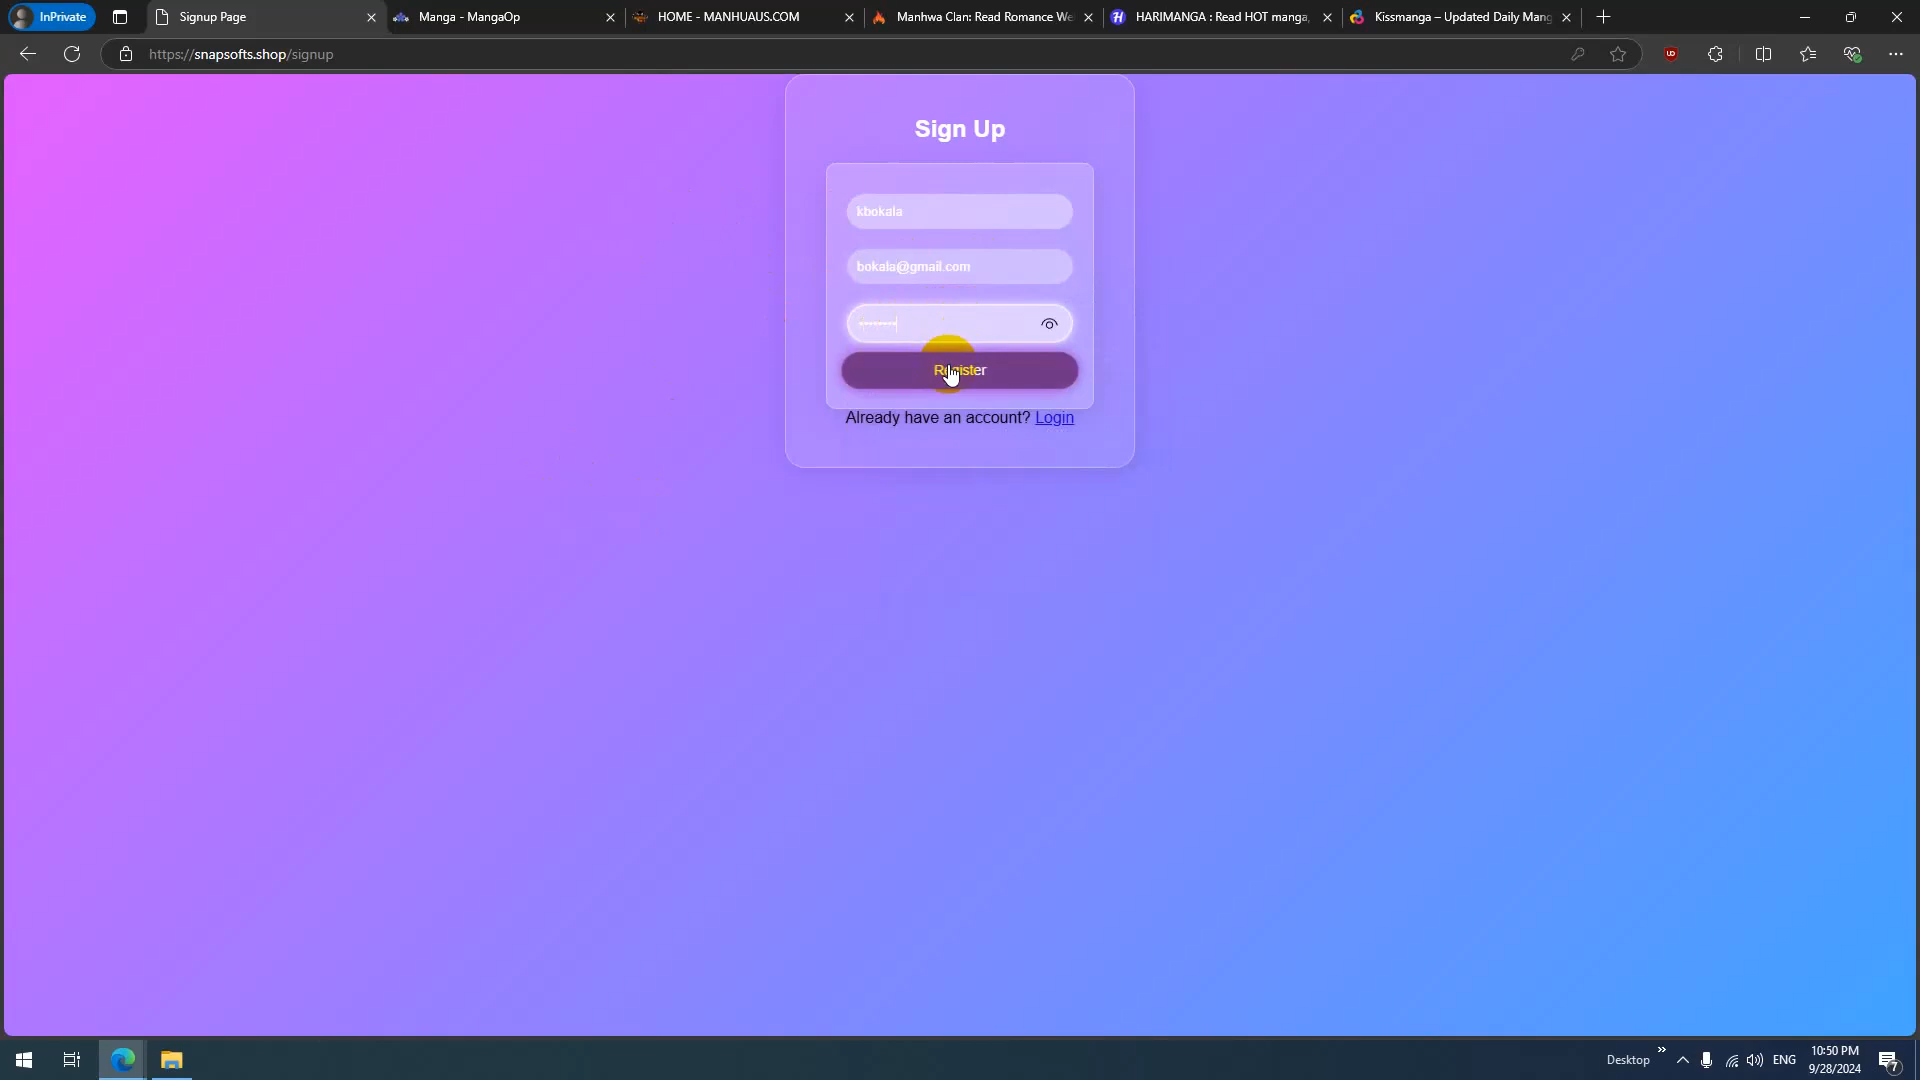 InPrivate
Signup Page
Manga - MangaOp
HOME - MANHUAUS.COM
Manhwa Clan: Read Romance We
HARIMANGA : Read HOT manga,
Kissmanga – Updated Daily Mang
https://snapsofts.shop/signup
Sign Up
kbokala
bokala@gmail.com
Register
Already have an account? Login
Desktop
ENG
10:50 PM
9/28/2024
7